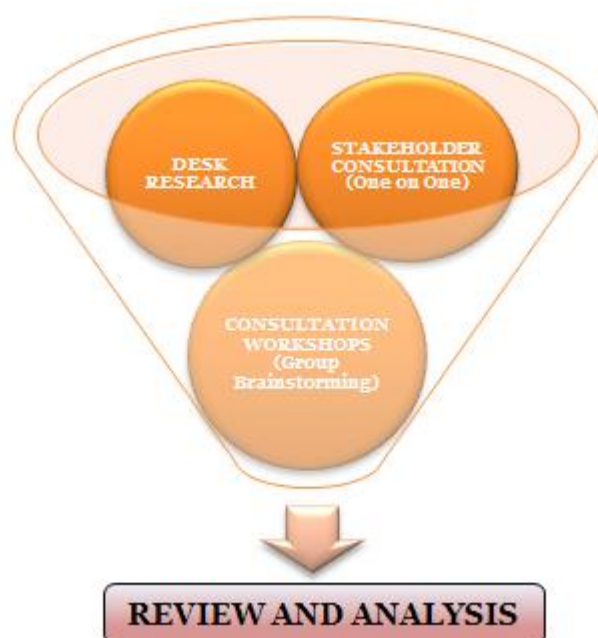 DESK
RESEARCH
STAKEHOLDER
CONSULTATION
(One on One)
CONSULTATION
WORKSHOPS
(Group
Brainstorming)
REVIEW AND ANALYSIS